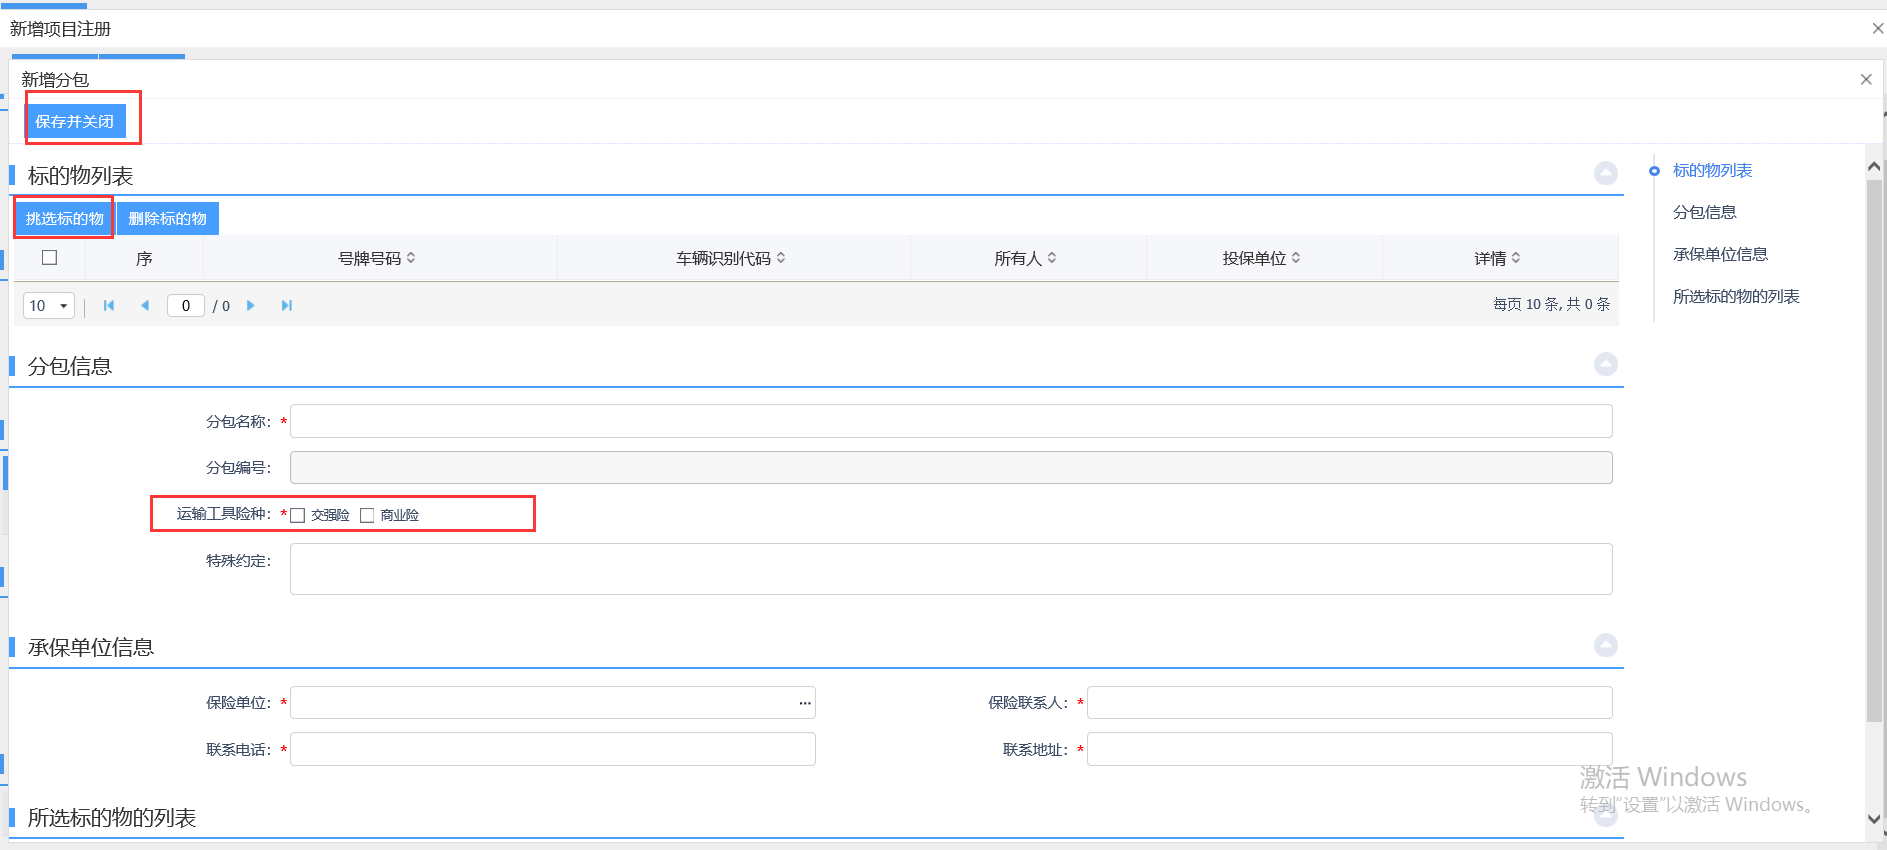 新增项目注册
新增分包
保存并关闭
标的物列表
挑选标的物 删除标的物
序 号牌号码 车辆识别代码 所有人 投保单位 详情
10 0 / 0 每页 10 条, 共 0 条
分包信息
分包名称: *
分包编号:
运输工具险种: * 交强险 商业险
特殊约定:
承保单位信息
保险单位: * ... 保险联系人: *
联系电话: * 联系地址: *
所选标的物的列表
标的物列表
分包信息
承保单位信息
所选标的物的列表
激活 Windows
转到"设置"以激活 Windows。